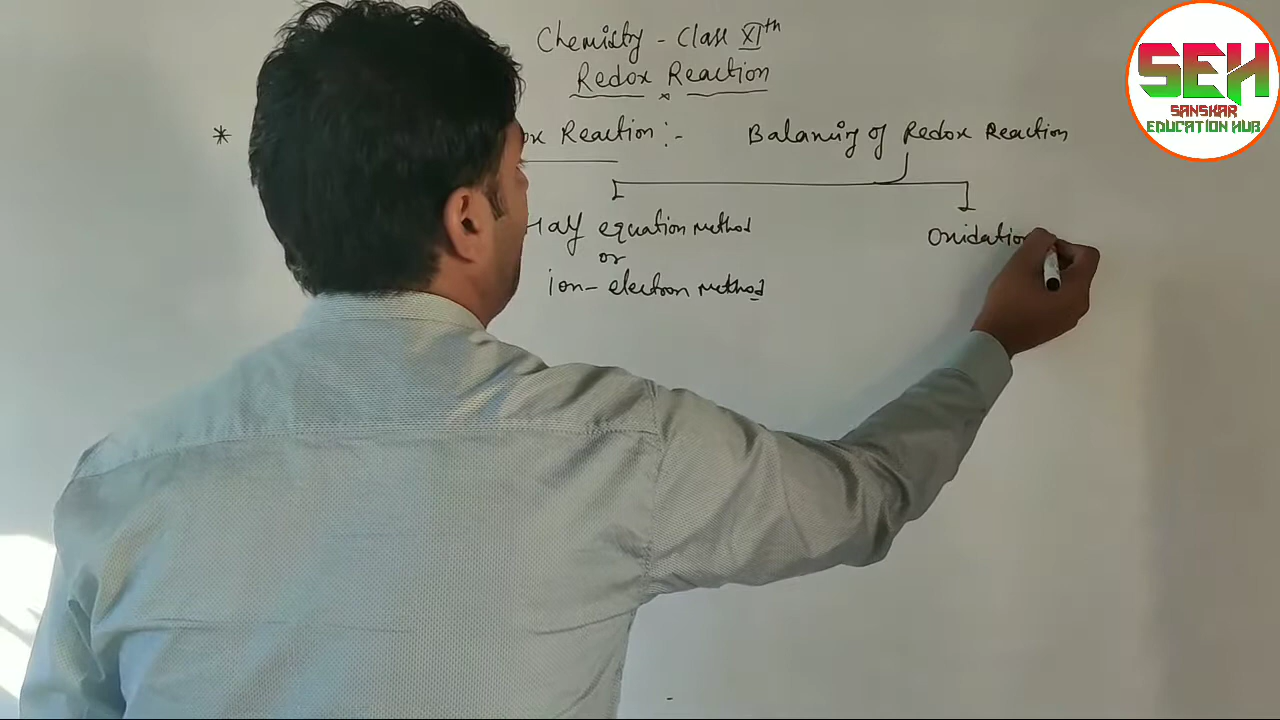 Chemistry - Class XIth
Redox Reaction
* ox Reaction :- Balancing of Redox Reaction
Half equation method
or
ion- electron method
Oxidation
SEH
SANSKAR
EDUCATION HUB